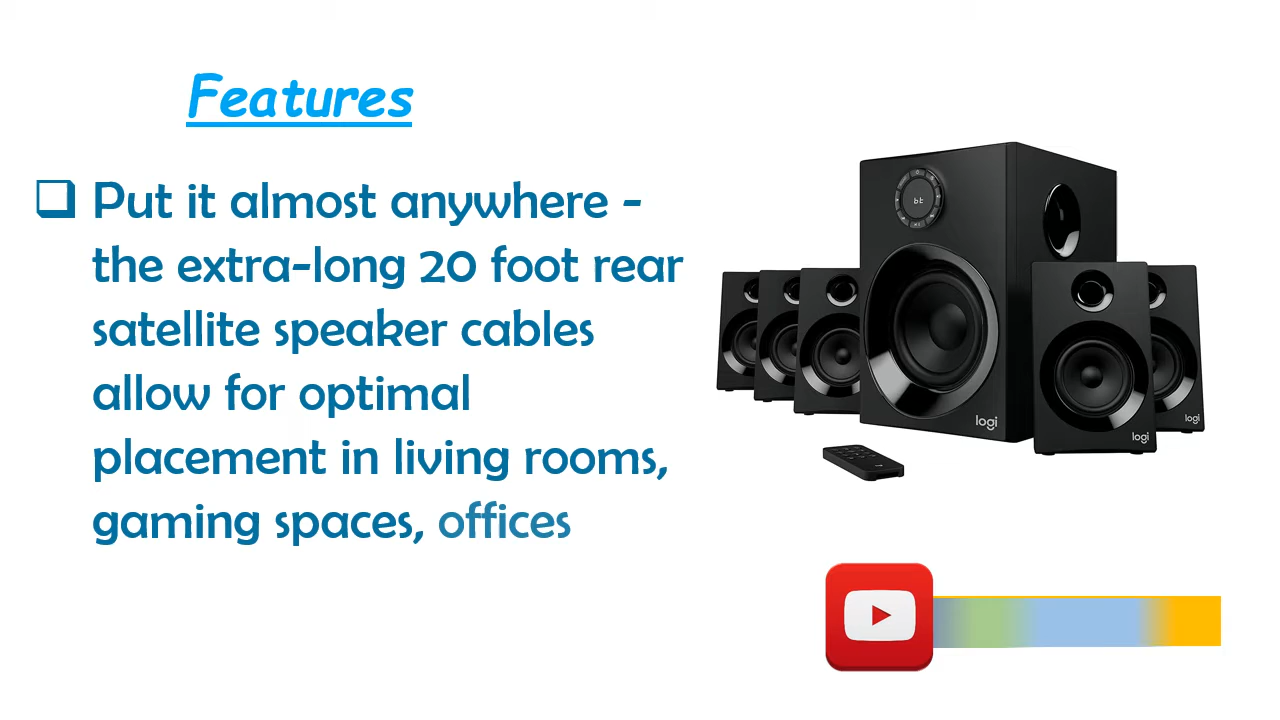 Features
Put it almost anywhere -
the extra-long 20 foot rear
satellite speaker cables
allow for optimal
placement in living rooms,
gaming spaces, offices
bt
logi
logi
logi